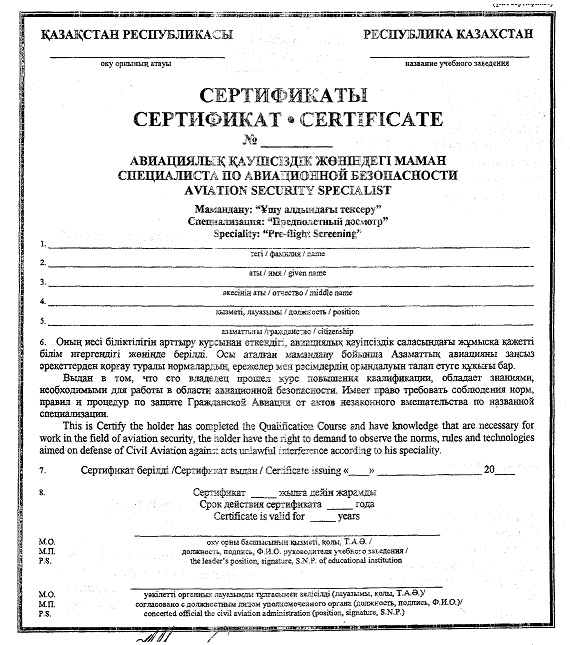 ҚАЗАҚСТАН РЕСПУБЛИКАСЫ РЕСПУБЛИКА КАЗАХСТАН
оқу орнының атауы название учебного заведения
СЕРТИФИКАТЫ
СЕРТИФИКАТ • CERTIFICATE
№
АВИАЦИЯЛЫҚ ҚАУІПСІЗДІК ЖӨНІНДЕГІ МАМАН
СПЕЦИАЛИСТА ПО АВИАЦИОННОЙ БЕЗОПАСНОСТИ
AVIATION SECURITY SPECIALIST
Мамандану: “Ұшу алдындағы тексеру”
Специализация: “Предполетный досмотр”
Speciality: “Pre-flight Screening”
1.
тегі / фамилия / name
2.
аты / имя / given name
3.
әкесінің аты / отчество / middle name
4.
қызметі, лауазымы / должность / position
5.
азаматтығы /гражданство / citizenship
6. Оның иесі біліктілігін арттыру курсынан өткендігі, авиациялық қауіпсіздік саласындағы жұмысқа қажетті
білім игергендігі жөнінде берілді. Осы аталған мамандану бойынша Азаматтық авиацияны заңсыз
әрекеттерден қорғау туралы нормалардың, ережелер мен рәсімдердің орындалуын талап етуге құқығы бар.
Выдан в том, что его владелец прошел курс повышения квалификации, обладает знаниями,
необходимыми для работы в области авиационной безопасности. Имеет право требовать соблюдения норм,
правил и процедур по защите Гражданской Авиации от актов незаконного вмешательства по названной
специализации.
This is Certify the holder has completed the Qualification Course and have knowledge that are necessary for
work in the field of aviation security, the holder have the right to demand to observe the norms, rules and technologies
aimed on defense of Civil Aviation against acts unlawful interference according to his speciality.
7. Сертификат берілді /Сертификат выдан / Certificate issuing «____» 20____
8. Сертификат _____ жылға дейін жарамды
Срок действия сертификата _____ года
Certificate is valid for _____ years
М.О. оқу орны басшысының қызметі, қолы, Т.А.Ә. /
М.П. должность, подпись, Ф.И.О. руководителя учебного заведения /
P.S. the leader's position, signature, S.N.P. of educational institution
М.О. уәкілетті органның лауазымды тұлғасымен келісілді (лауазымы, қолы, Т.А.Ә.)/
М.П. согласовано с должностным лицом уполномоченного органа (должность, подпись, Ф.И.О.)/
P.S. concerted official the civil aviation administration (position, signature, S.N.P.)